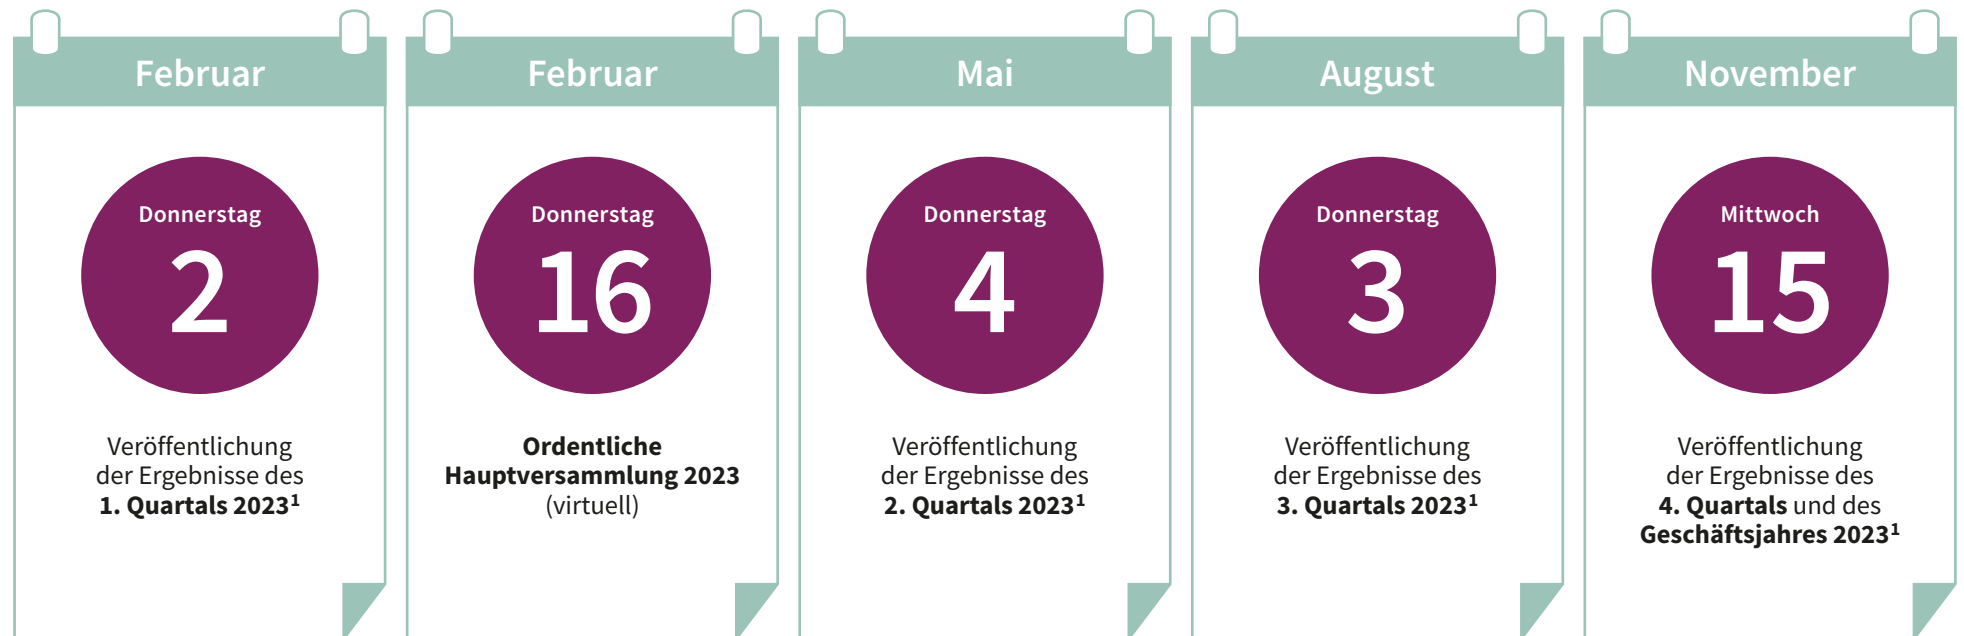 Februar
Donnerstag
2
Veröffentlichung
der Ergebnisse des
1. Quartals 2023¹
Februar
Donnerstag
16
Ordentliche
Hauptversammlung 2023
(virtuell)
Mai
Donnerstag
4
Veröffentlichung
der Ergebnisse des
2. Quartals 2023¹
August
Donnerstag
3
Veröffentlichung
der Ergebnisse des
3. Quartals 2023¹
November
Mittwoch
15
Veröffentlichung
der Ergebnisse des
4. Quartals und des
Geschäftsjahres 2023¹